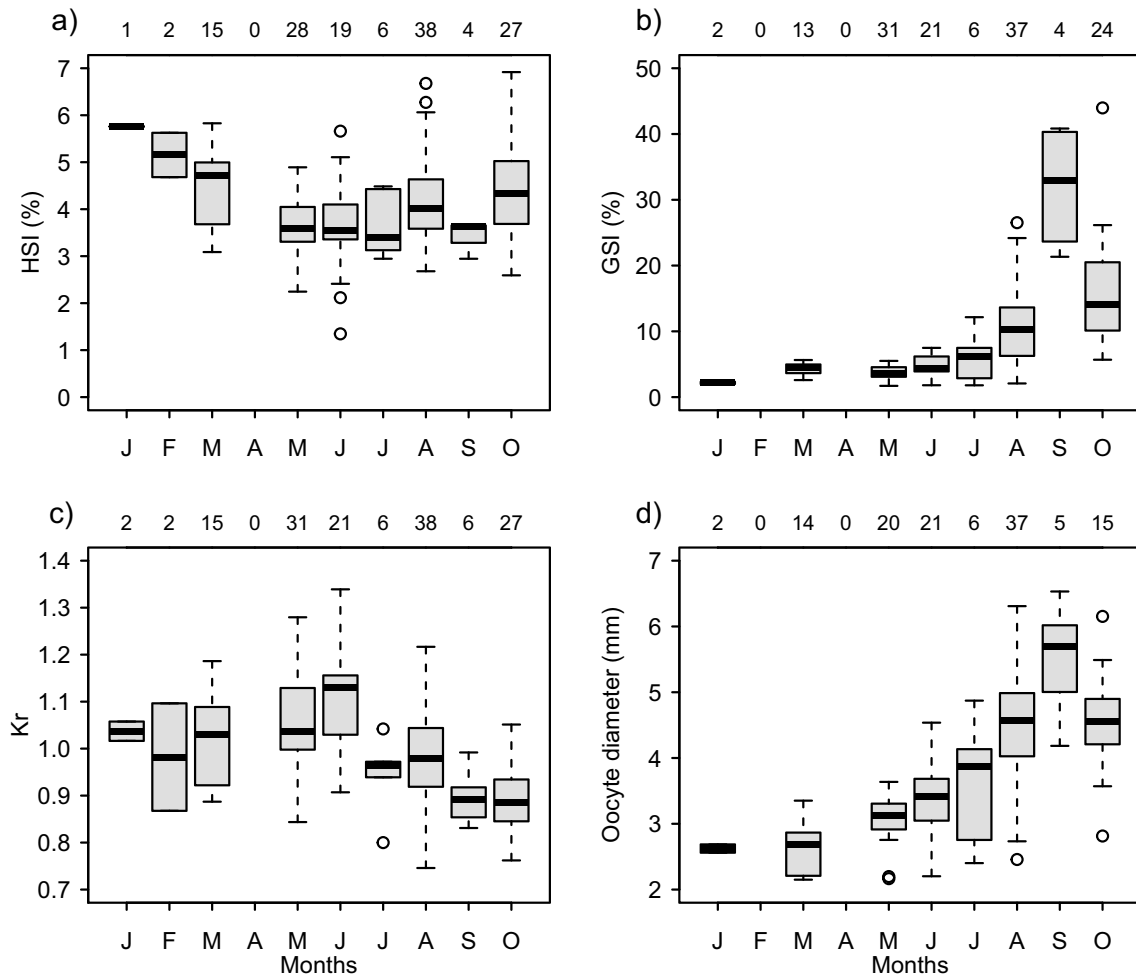 a)
1 2 15 0 28 19 6 38 4 27
HSI (%)
7
6
5
4
3
2
1
0
J F M A M J J A S O
b)
2 0 13 0 31 21 6 37 4 24
GSI (%)
50
40
30
20
10
0
J F M A M J J A S O
c)
2 2 15 0 31 21 6 38 6 27
Kr
1.4
1.3
1.2
1.1
1.0
0.9
0.8
0.7
J F M A M J J A S O
Months
d)
2 0 14 0 20 21 6 37 5 15
Oocyte diameter (mm)
7
6
5
4
3
2
J F M A M J J A S O
Months